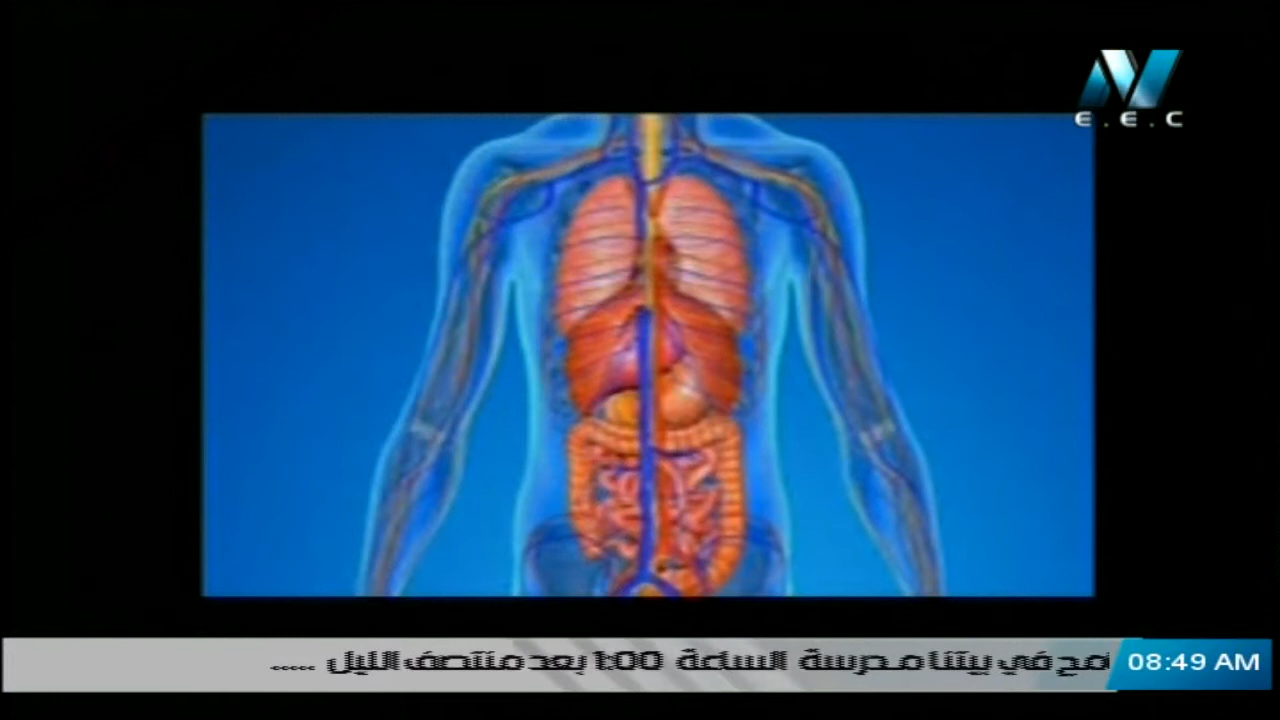 E.E.C
في بيتنا مدرسة الساعة 1:00 بعد منتصف الليل .....
08:49 AM